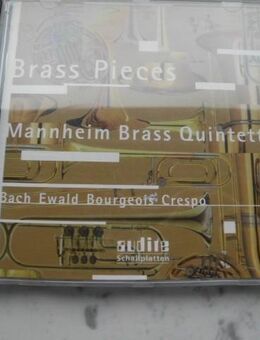 Brass Pieces
Mannheim Brass Quintett
Bach Ewald Bourgeois Crespo
audite
Schallplatten